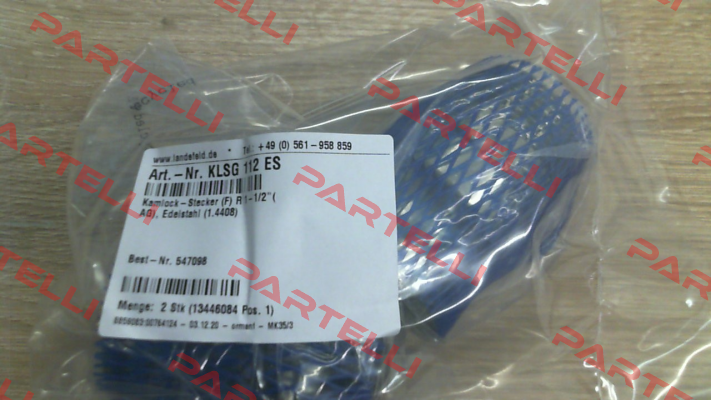 www.landefeld.de • Tel: +49 (0) 561-958 859
Art.-Nr. KLSG 112 ES
Kamlock-Stecker (F) R 1-1/2"(
AG), Edelstahl (1.4408)
Best-Nr. 547098
Menge: 2 Stk (13446084 Pos. 1)
03.12.20 - ormanf - MK35/3
PARTELLI
PARTELLI
PARTELLI
PARTELLI
PARTELLI
PARTELLI
PARTELLI
PARTELLI